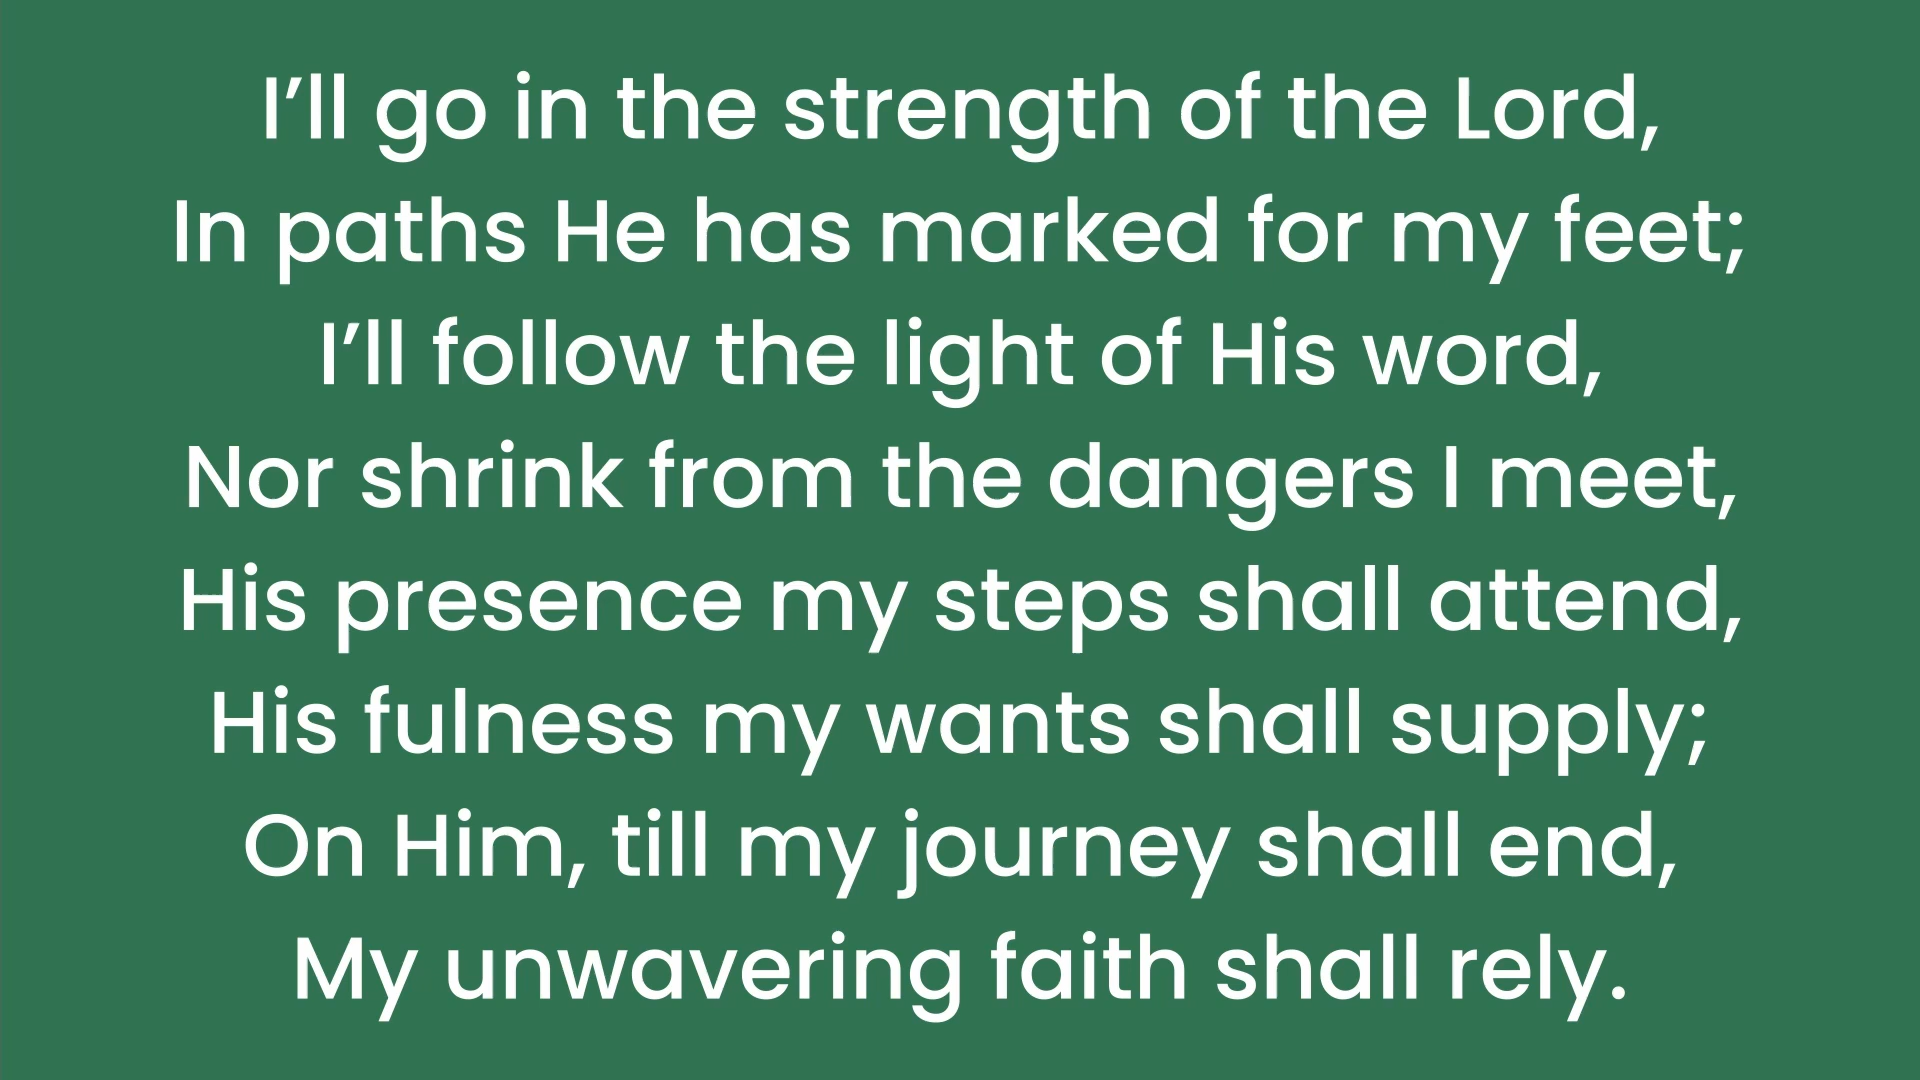 I’ll go in the strength of the Lord,
In paths He has marked for my feet;
I’ll follow the light of His word,
Nor shrink from the dangers I meet,
His presence my steps shall attend,
His fulness my wants shall supply;
On Him, till my journey shall end,
My unwavering faith shall rely.